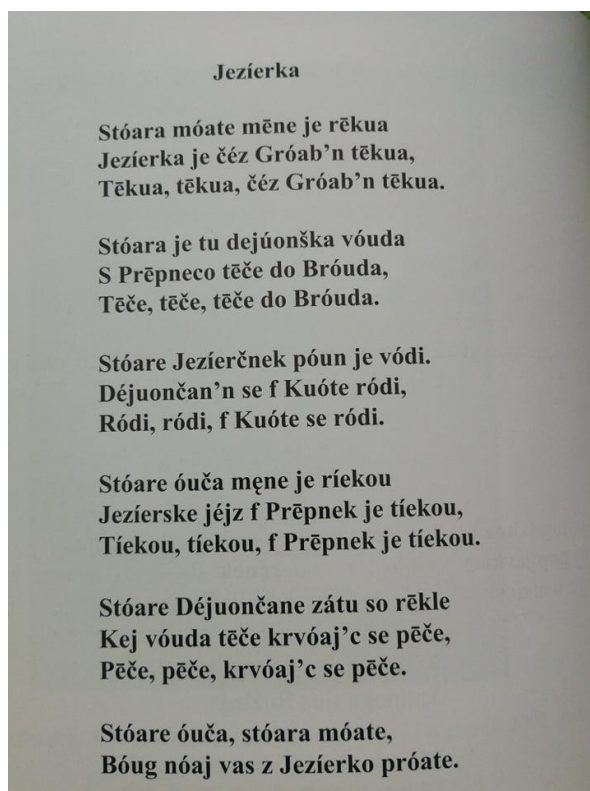 Jezíerka
Stóara móate mēne je rēkua
Jezíerka je čéz Gróab’n tēkua,
Tēkua, tēkua, čéz Gróab’n tēkua.
Stóara je tu dejúonška vóuda
S Prēpneco tēče do Bróuda,
Tēče, tēče, tēče do Bróuda.
Stóare Jezíerčnek póun je vódi.
Déjuončan’n se f Kuóte ródi,
Ródi, ródi, f Kuóte se ródi.
Stóare óuča męne je ríekou
Jezíerske jéjz f Prēpnek je tíekou,
Tíekou, tíekou, f Prēpnek je tíekou.
Stóare Déjuončane zátu so rēkle
Kej vóuda tēče krvóaj’c se pēče,
Pēče, pēče, krvóaj’c se pēče.
Stóare óuča, stóara móate,
Bóug nóaj vas z Jezíerko próate.